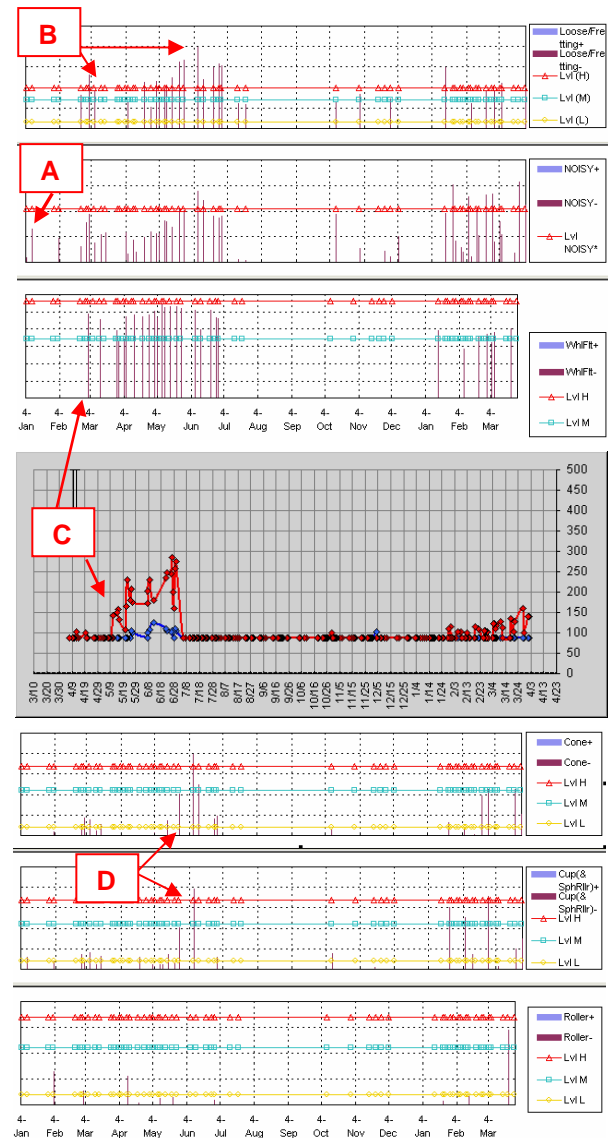 B
Loose/Fre
tting+
Loose/Fre
tting-
Lvl (H)
Lvl (M)
Lvl (L)
A
NOISY+
NOISY-
Lvl
NOISY*
WhlFlt+
WhlFlt-
Lvl H
Lvl M
4- 4- 4- 4- 4- 4- 4- 4- 4- 4- 4- 4- 4- 4- 4-
Jan Feb Mar Apr May Jun Jul Aug Sep Oct Nov Dec Jan Feb Mar
C
500
450
400
350
300
250
200
150
100
50
0
3/10 3/20 3/30 4/9 4/19 4/29 5/9 5/19 5/29 6/8 6/18 6/28 7/8 7/18 7/28 8/7 8/17 8/27 9/6 9/16 9/26 10/6 10/16 10/26 11/5 11/15 11/25 12/5 12/15 12/25 1/4 1/14 1/24 2/3 2/13 2/23 3/4 3/14 3/24 4/3 4/13 4/23
Cone+
Cone-
Lvl H
Lvl M
Lvl L
D
Cup(&
SphRllr)+
Cup(&
SphRllr)-
Lvl H
Lvl M
Lvl L
Roller+
Roller-
Lvl H
Lvl M
Lvl L
4- 4- 4- 4- 4- 4- 4- 4- 4- 4- 4- 4- 4- 4- 4-
Jan Feb Mar Apr May Jun Jul Aug Sep Oct Nov Dec Jan Feb Mar